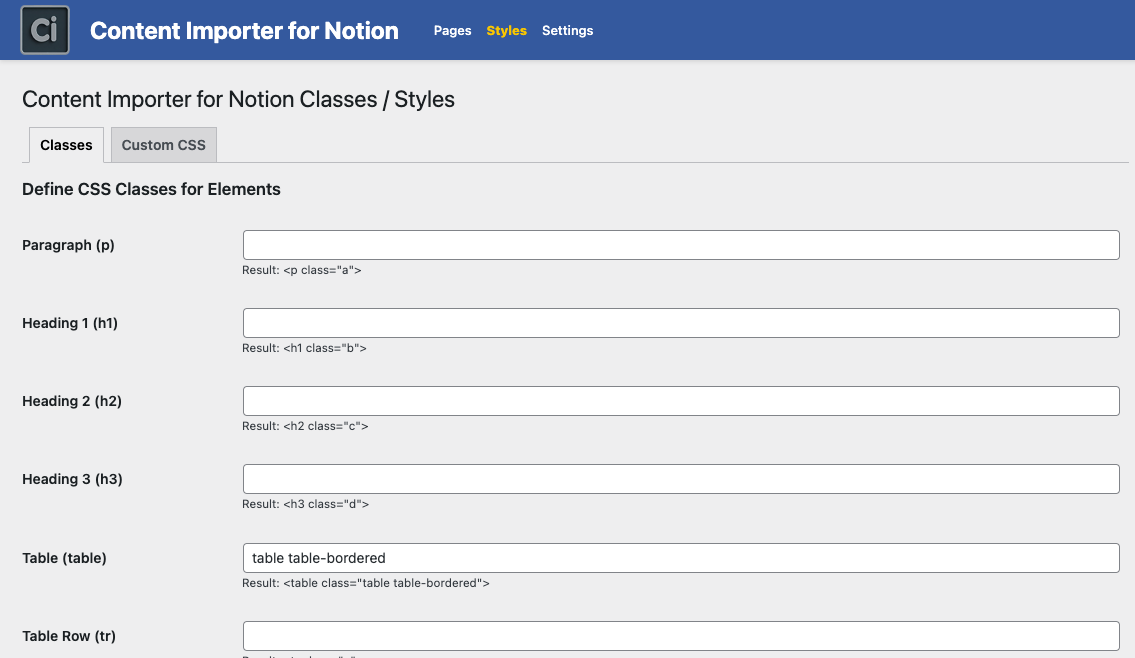 Ci Content Importer for Notion Pages Styles Settings
Content Importer for Notion Classes / Styles
Classes Custom CSS
Define CSS Classes for Elements
Paragraph (p)
Result: <p class="a">
Heading 1 (h1)
Result: <h1 class="b">
Heading 2 (h2)
Result: <h2 class="c">
Heading 3 (h3)
Result: <h3 class="d">
Table (table) table table-bordered
Result: <table class="table table-bordered">
Table Row (tr)